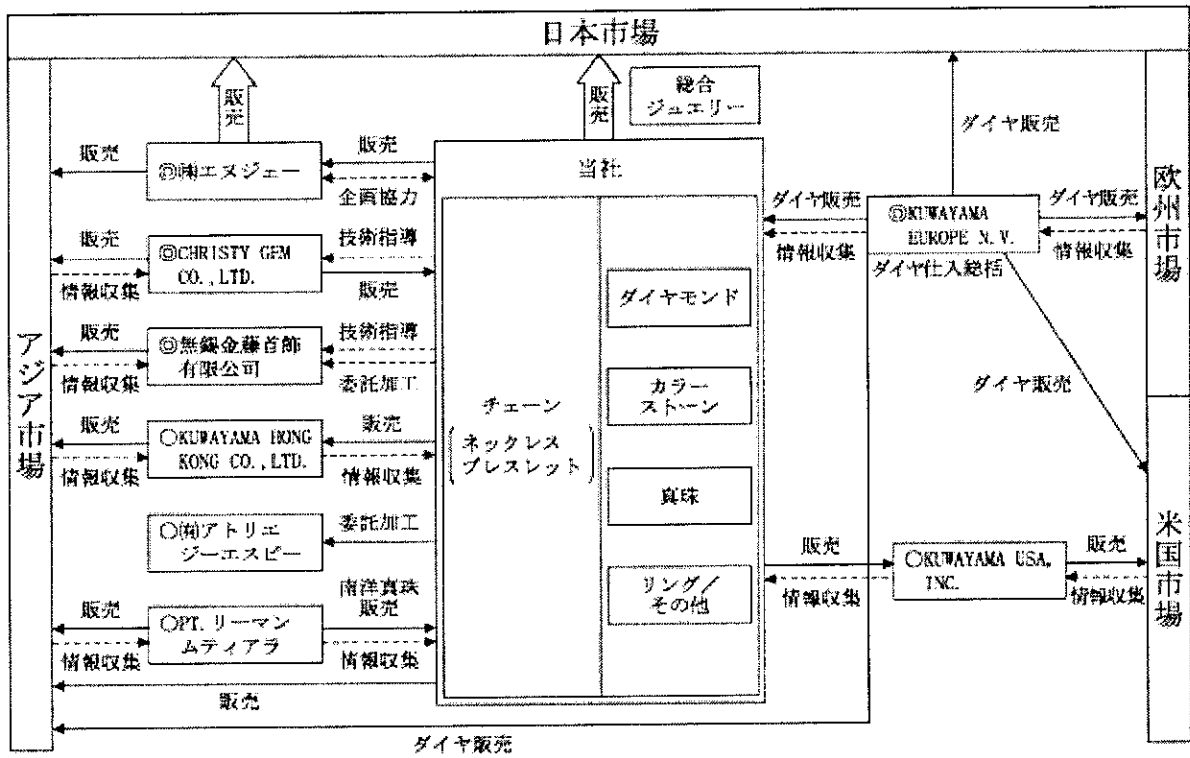 日本市場
販売
販売
総合
ジュエリー
ダイヤ販売
アジア市場
欧州市場
米国市場
販売
◎㈱エヌジェー
販売
企画協力
当社
販売
情報収集
◎CHRISTY GEM
CO.,LTD.
技術指導
販売
販売
情報収集
◎無錫金藤首飾
有限公司
技術指導
委託加工
販売
情報収集
○KUWAYAMA HONG
KONG CO.,LTD.
販売
情報収集
○㈲アトリエ
ジーエスピー
委託加工
販売
情報収集
○PT.リーマン
ムティアラ
南洋真珠
販売
情報収集
販売
ダイヤ販売
チェーン
ネックレス
ブレスレット
ダイヤモンド
カラー
ストーン
真珠
リング/
その他
ダイヤ販売
情報収集
◎KUWAYAMA
EUROPE N.V.
ダイヤ仕入総括
ダイヤ販売
情報収集
ダイヤ販売
販売
情報収集
○KUWAYAMA USA,
INC.
販売
情報収集